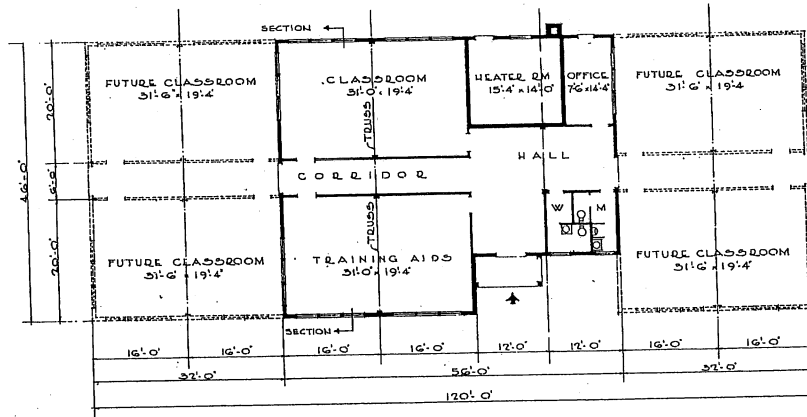 SECTION
FUTURE CLASSROOM
31'-6" x 19'-4"
CLASSROOM
31'-0" x 19'-4"
HEATER RM
15'-4" x 14'-0"
OFFICE
7'-6" x 14'-4"
FUTURE CLASSROOM
31'-6" x 19'-4
TRUSS
HALL
CORRIDOR
46'-0"
20'-0"
6'-0"
20'-0"
TRUSS
W
M
FUTURE CLASSROOM
31'-6' x 19'-4"
TRAINING AIDS
31'-0" x 19'-4"
FUTURE CLASSROOM
31'-6" x 19'-4"
SECTION
16'-0" 16'-0" 16'-0" 16'-0" 12'-0" 12'-0" 16'-0" 16'-0"
32'-0" 56'-0" 32'-0"
120'-0"